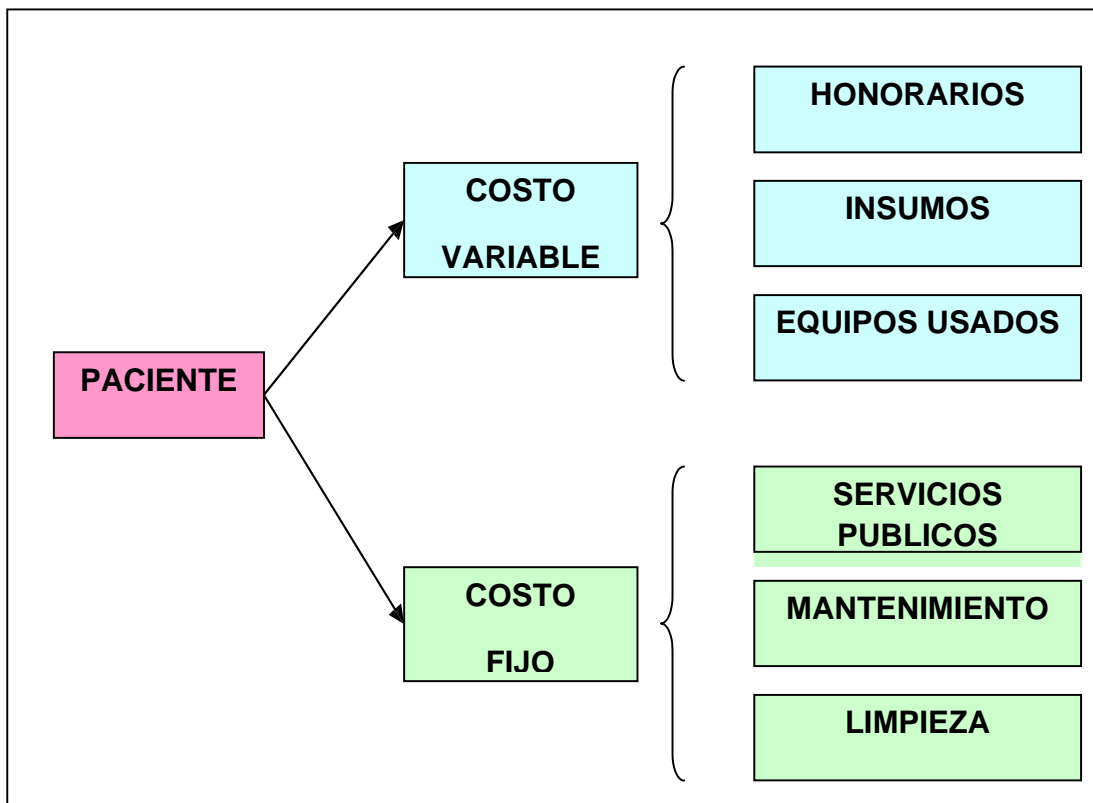 PACIENTE
COSTO
VARIABLE
HONORARIOS
INSUMOS
EQUIPOS USADOS
COSTO
FIJO
SERVICIOS
PUBLICOS
MANTENIMIENTO
LIMPIEZA